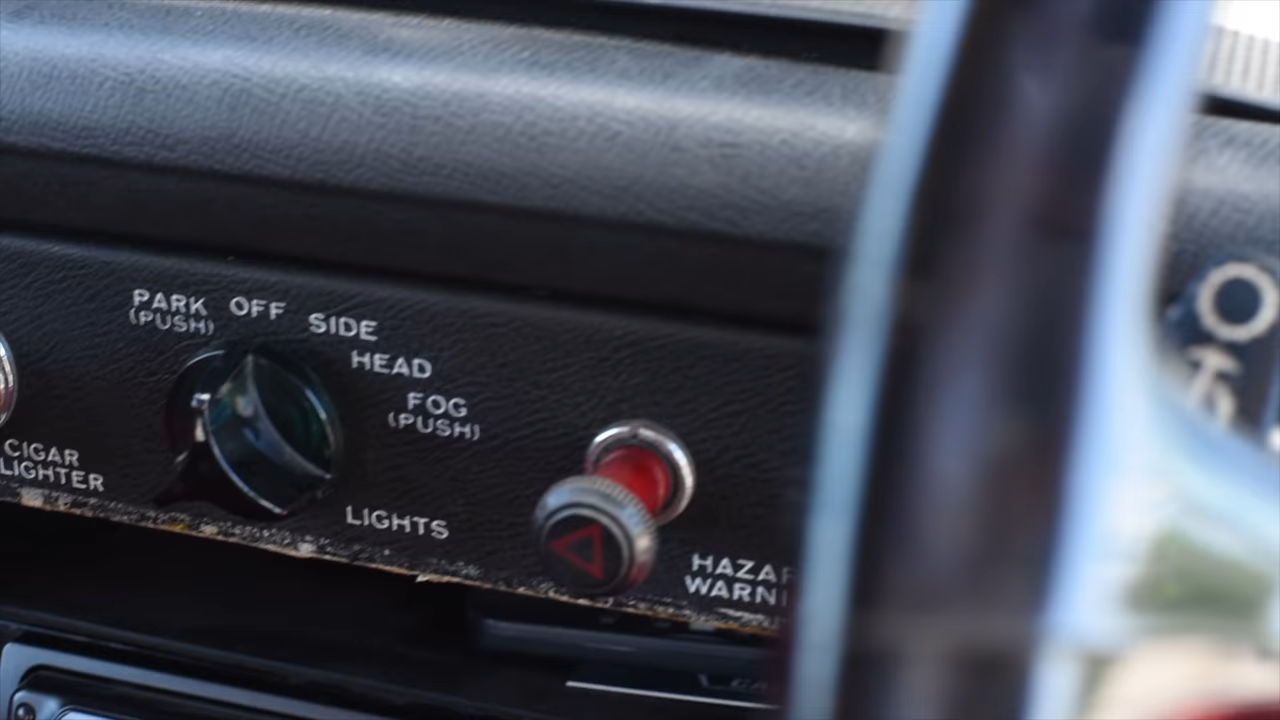 PARK OFF SIDE
(PUSH)
HEAD
FOG
(PUSH)
CIGAR
LIGHTER
LIGHTS